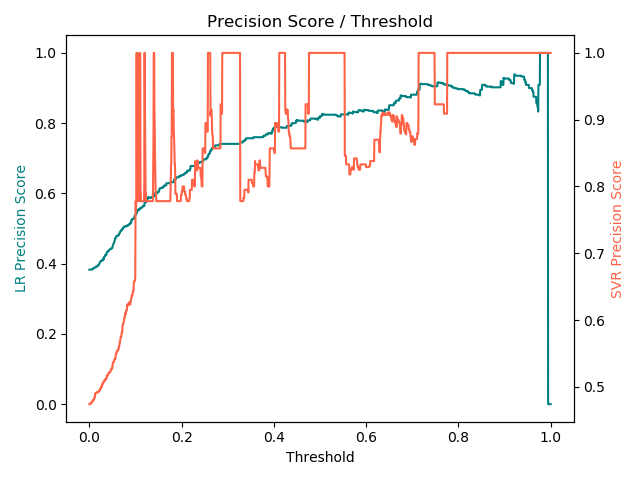 Precision Score / Threshold
1.0
0.8
0.6
0.4
0.2
0.0
LR Precision Score
1.0
0.9
0.8
0.7
0.6
0.5
SVR Precision Score
0.0 0.2 0.4 0.6 0.8 1.0
Threshold